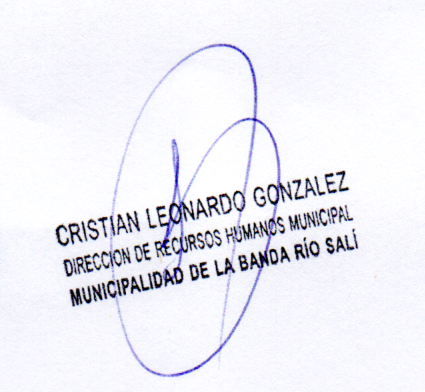 CRISTIAN LEONARDO GONZALEZ
DIRECCION DE RECURSOS HUMANOS MUNICIPAL
MUNICIPALIDAD DE LA BANDA RÍO SALÍ